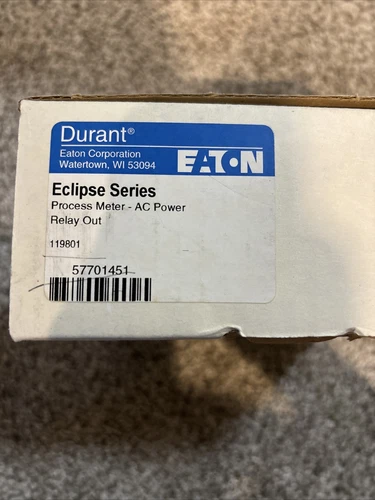 Durant®
Eaton Corporation
Watertown, WI 53094
EATON
Eclipse Series
Process Meter - AC Power
Relay Out
119801
57701451